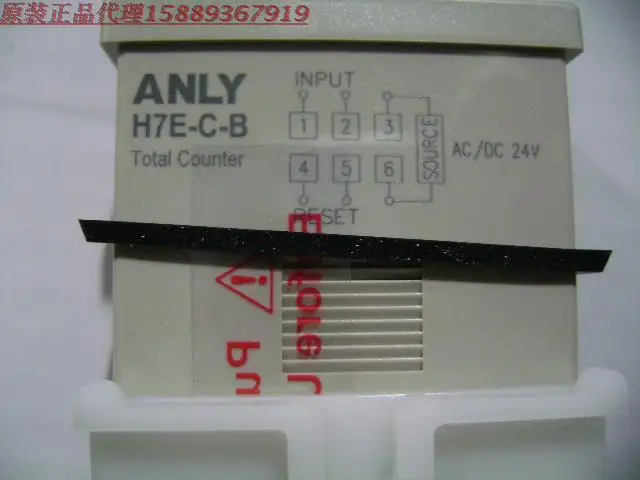 原装正品代理15889367919
ANLY
H7E-C-B
Total Counter
INPUT
1 2 3
4 5 6
RESET
SOURCE
AC/DC 24V